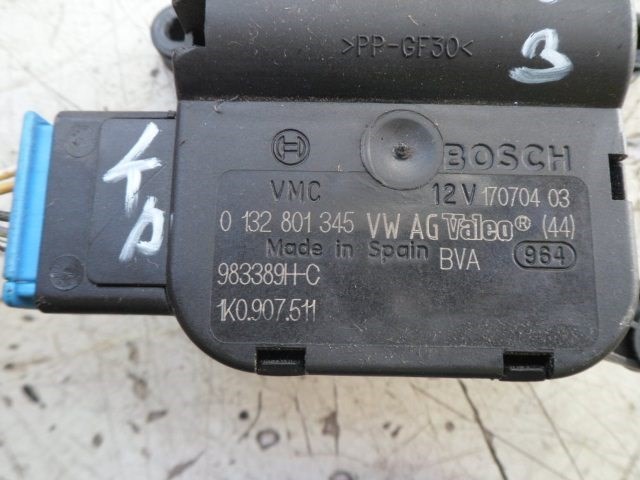 >PP-GF30<
3
BOSCH
VMC 12V 170704 03
0 132 801 345 VW AG Valeo® (44)
Made in Spain BVA 964
983389H-C
1K0.907.511